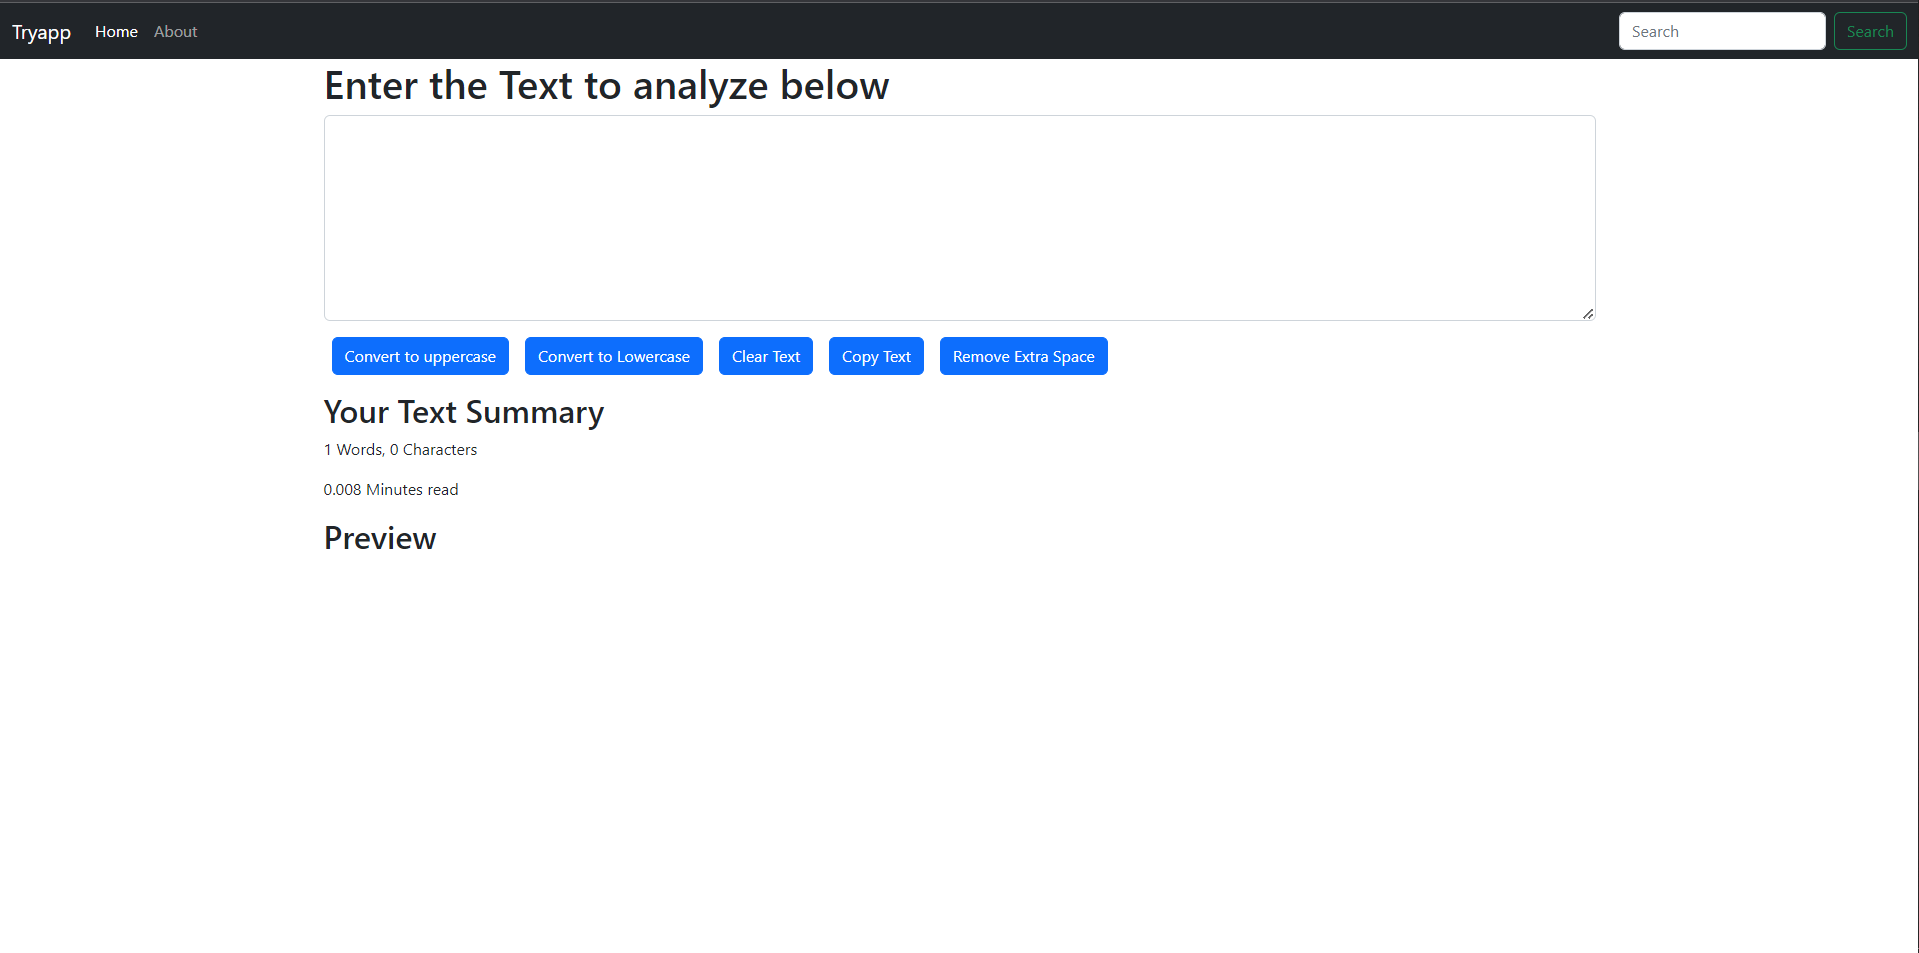 Tryapp Home About Search Search
Enter the Text to analyze below
Convert to uppercase Convert to Lowercase Clear Text Copy Text Remove Extra Space
Your Text Summary
1 Words, 0 Characters
0.008 Minutes read
Preview